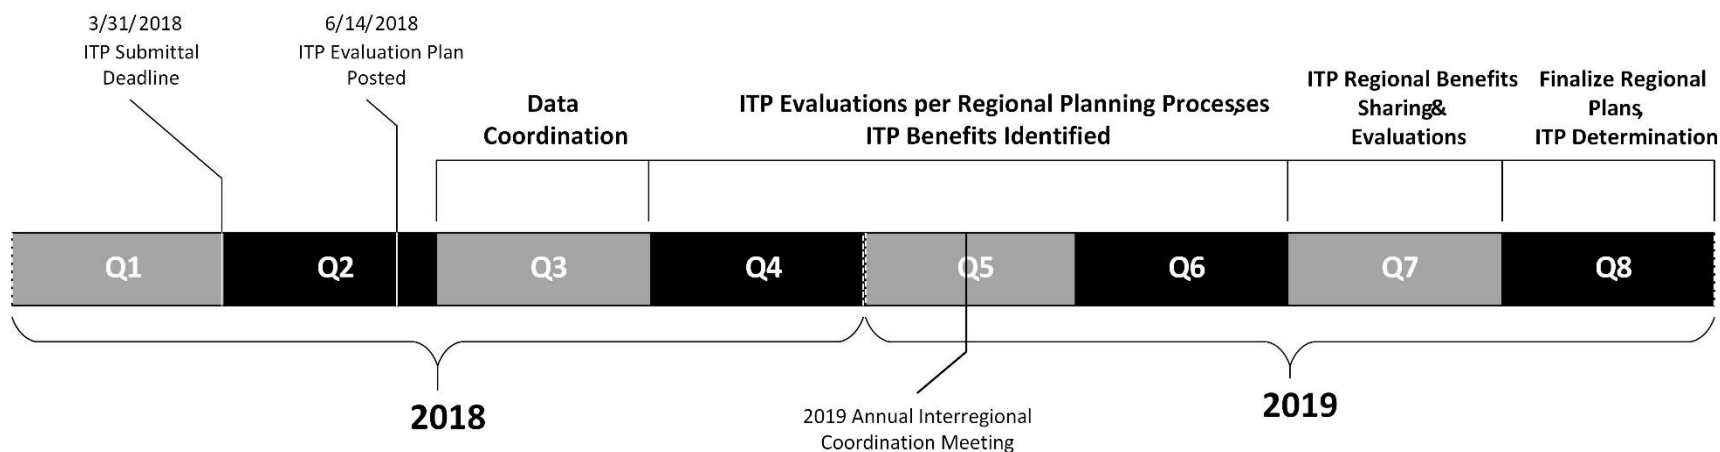 3/31/2018
ITP Submittal
Deadline
6/14/2018
ITP Evaluation Plan
Posted
Data
Coordination
ITP Evaluations per Regional Planning Processes,
ITP Benefits Identified
ITP Regional Benefits
Sharing&
Evaluations
Finalize Regional
Plans,
ITP Determination
Q1
Q2
Q3
Q4
Q5
Q6
Q7
Q8
2018
2019 Annual Interregional
Coordination Meeting
2019